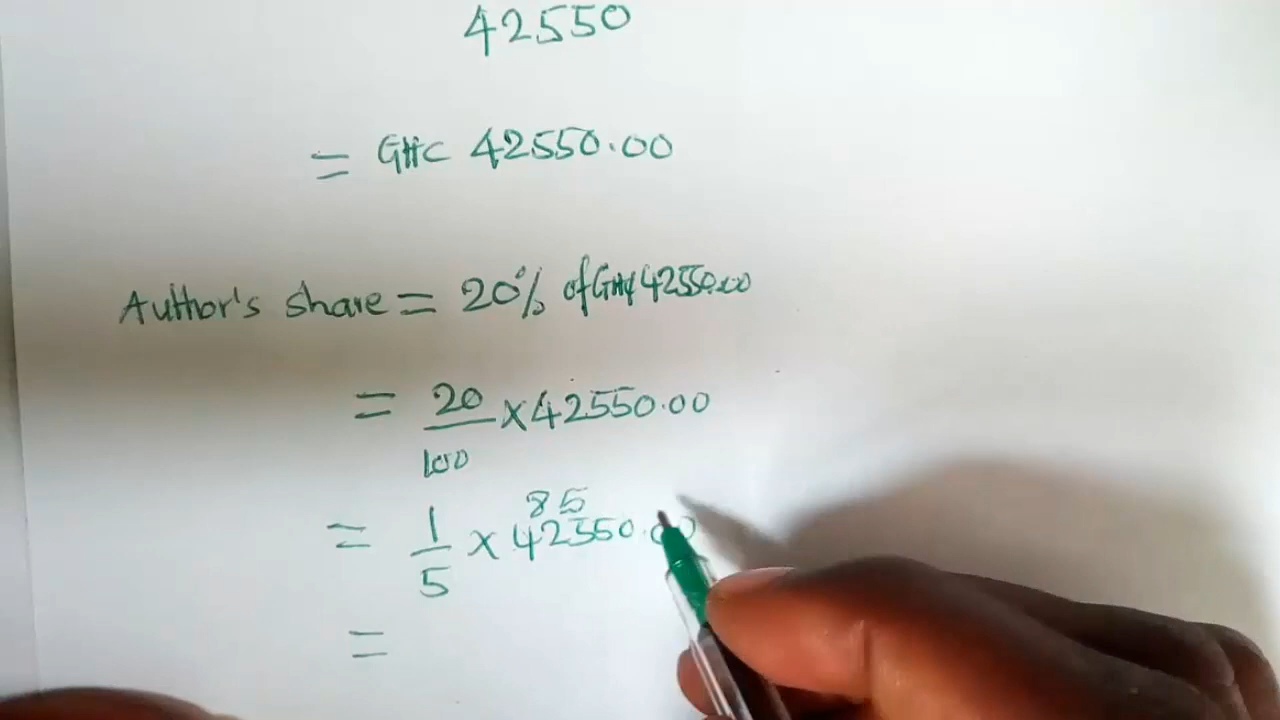 42550
= GH₵ 42550.00
Author's share = 20% of GH₵ 42550.00
= 20/100 × 42550.00
85
= 1/5 × 42550.00
=